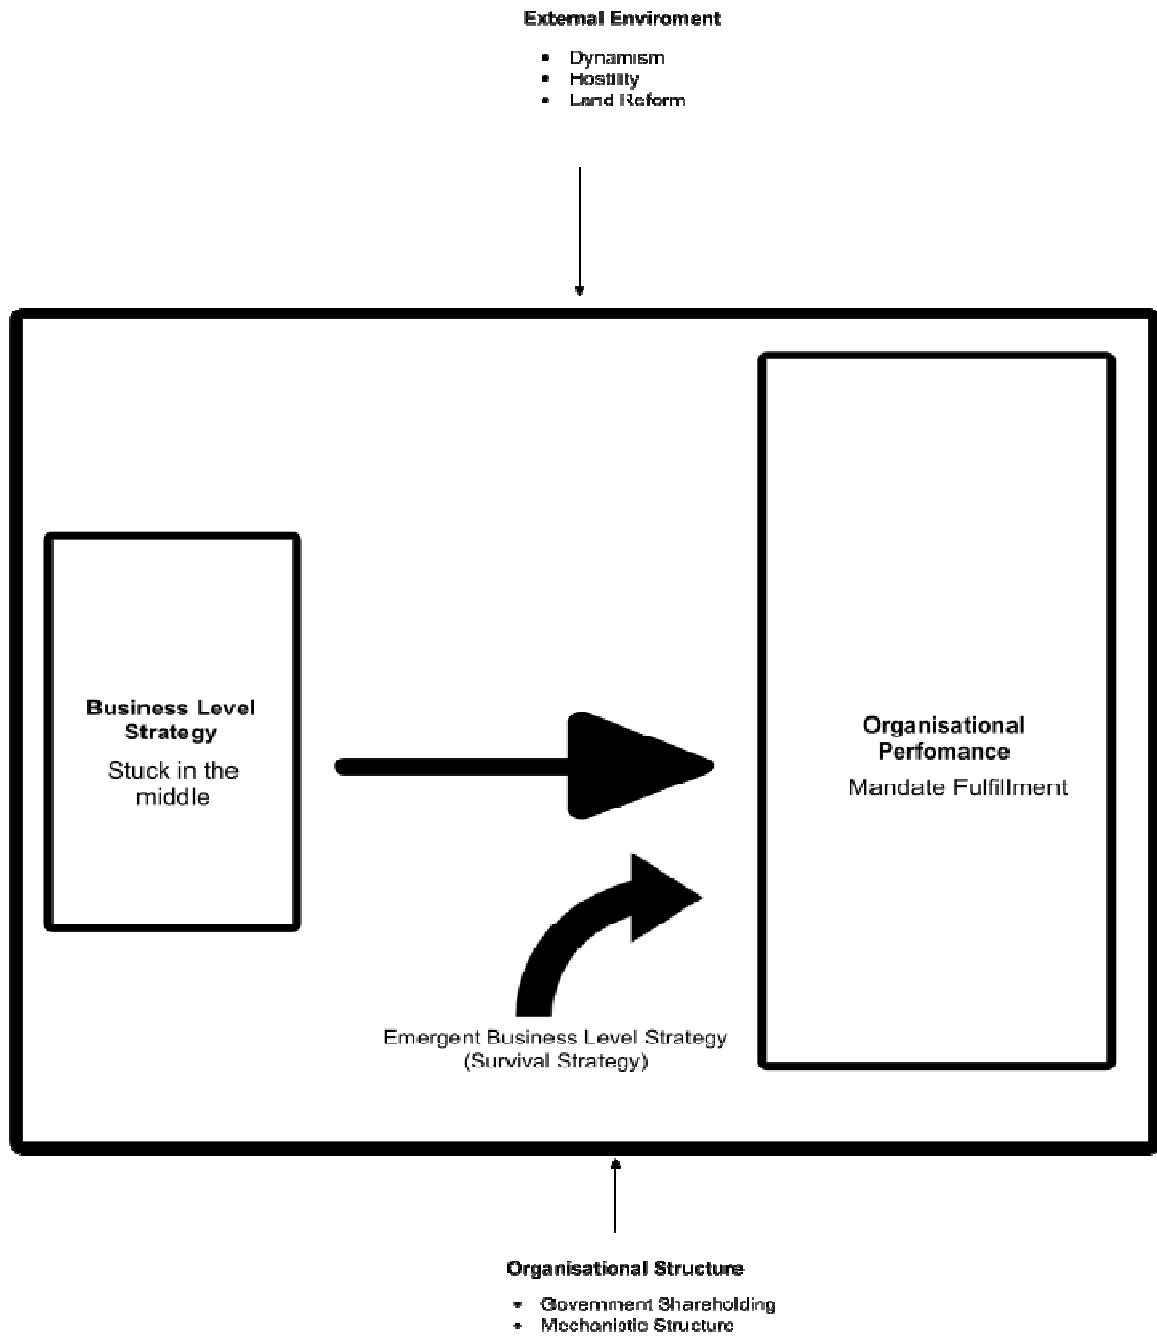 External Enviroment
• Dynamism
• Hostility
• Land Reform
Business Level
Strategy
Stuck in the
middle
Organisational
Perfomance
Mandate Fulfillment
Emergent Business Level Strategy
(Survival Strategy)
Organisational Structure
• Government Shareholding
• Mechanistic Structure